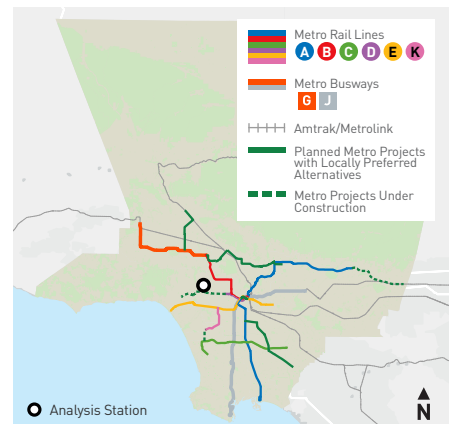 Metro Rail Lines
A B C D E K
Metro Busways
G J
Amtrak/Metrolink
Planned Metro Projects
with Locally Preferred
Alternatives
Metro Projects Under
Construction
Analysis Station
N